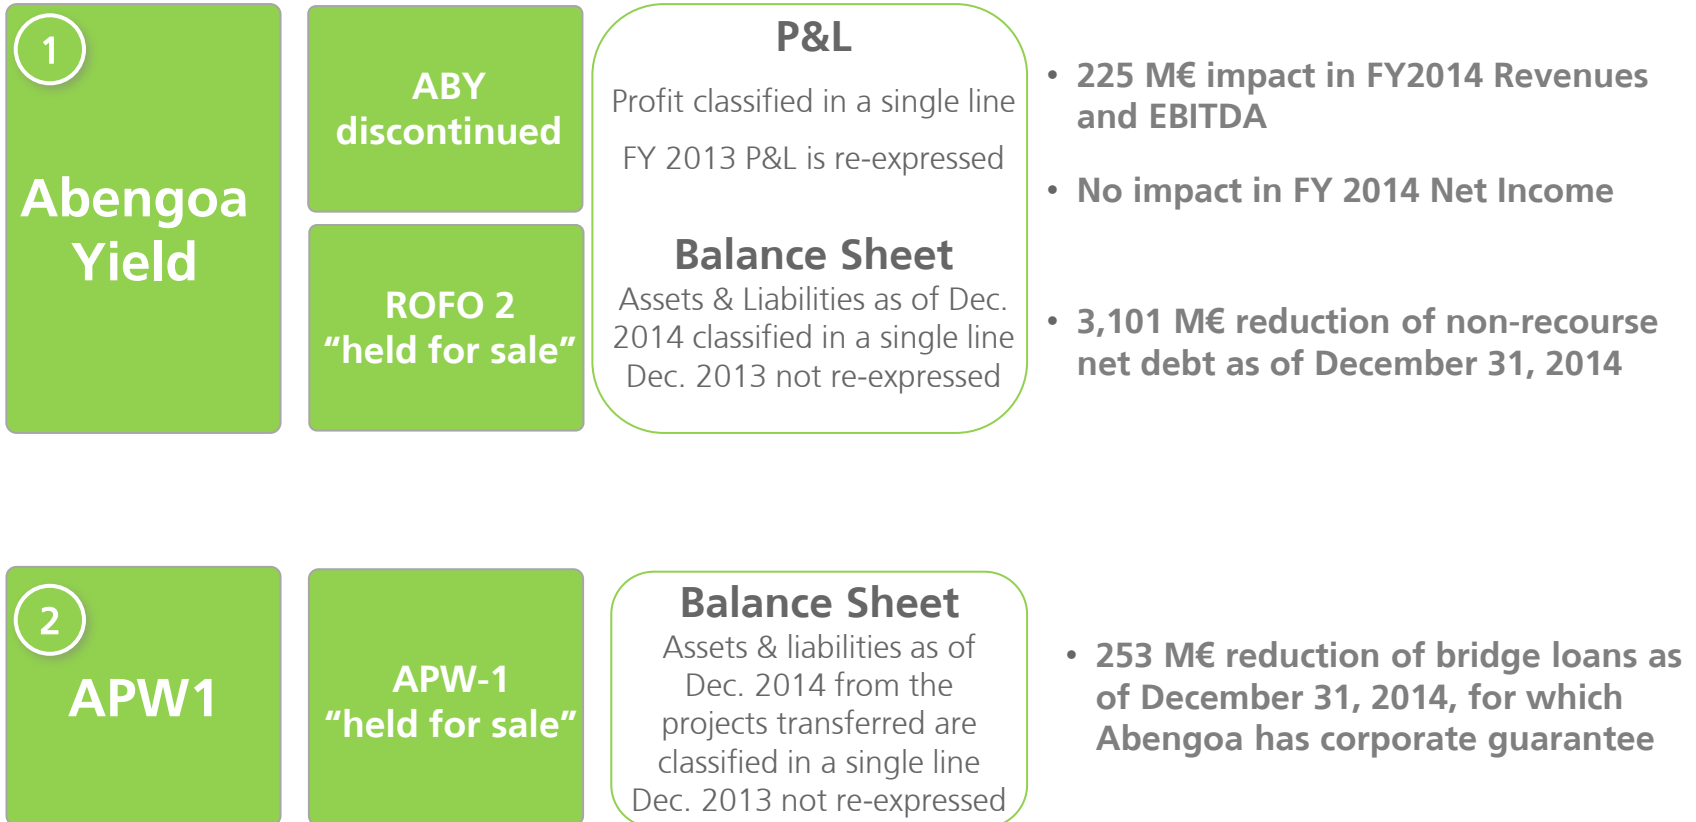 1
Abengoa
Yield
ABY
discontinued
ROFO 2
“held for sale”
P&L
Profit classified in a single line
FY 2013 P&L is re-expressed
Balance Sheet
Assets & Liabilities as of Dec.
2014 classified in a single line
Dec. 2013 not re-expressed
• 225 M€ impact in FY2014 Revenues
and EBITDA
• No impact in FY 2014 Net Income
• 3,101 M€ reduction of non-recourse
net debt as of December 31, 2014
2
APW1
APW-1
“held for sale”
Balance Sheet
Assets & liabilities as of
Dec. 2014 from the
projects transferred are
classified in a single line
Dec. 2013 not re-expressed
• 253 M€ reduction of bridge loans as
of December 31, 2014, for which
Abengoa has corporate guarantee